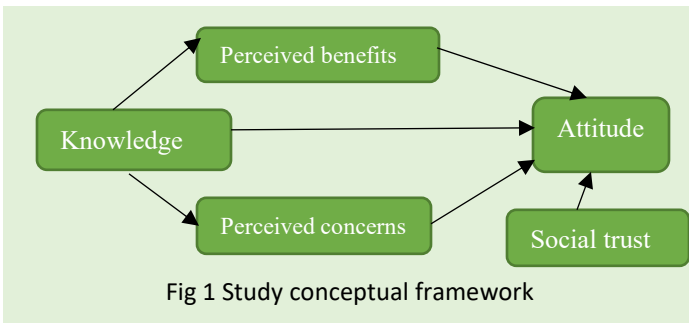 Perceived benefits
Knowledge
Attitude
Perceived concerns
Social trust
Fig 1 Study conceptual framework